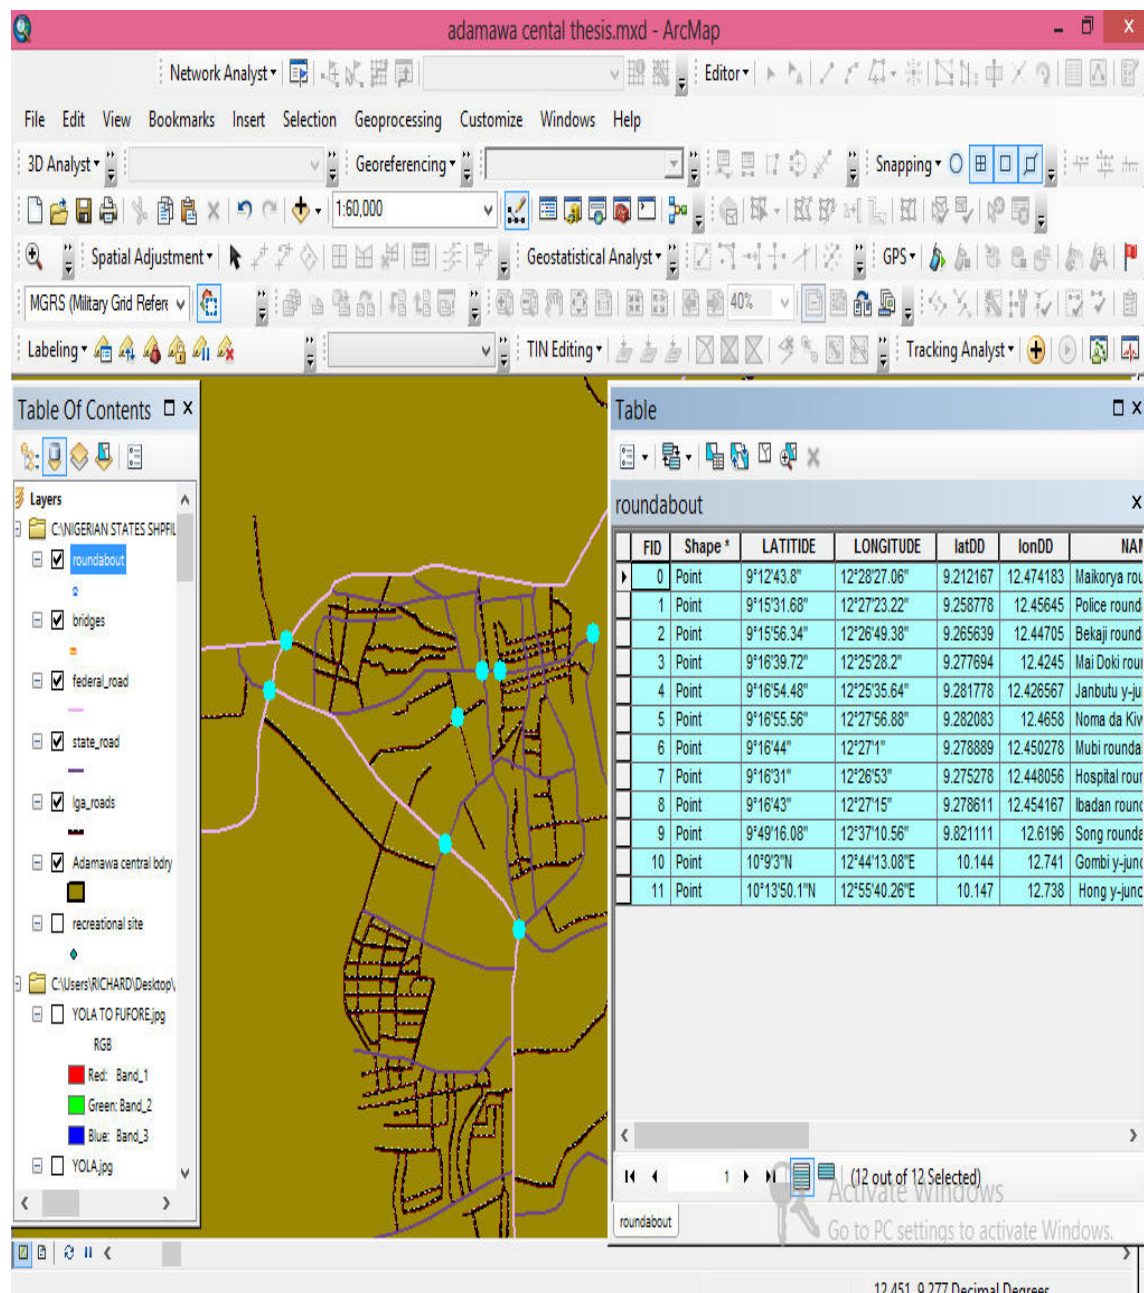 adamawa cental thesis.mxd - ArcMap
Network Analyst Editor
File Edit View Bookmarks Insert Selection Geoprocessing Customize Windows Help
3D Analyst Georeferencing Snapping
1:60,000
Spatial Adjustment Geostatistical Analyst GPS
MGRS (Military Grid Refere 40%
Labeling TIN Editing Tracking Analyst
Table Of Contents
Layers
C:\NIGERIAN STATES SHPFIL
roundabout
bridges
federal_road
state_road
lga_roads
Adamawa central bdry
recreational site
C:\Users\RICHARD\Desktop\
YOLA TO FUFORE.jpg
RGB
Red: Band_1
Green: Band_2
Blue: Band_3
YOLA.jpg
Table
roundabout
FID Shape * LATITIDE LONGITUDE latDD lonDD NAM
0 Point 9°12'43.8" 12°28'27.06" 9.212167 12.474183 Maikorya rou
1 Point 9°15'31.68" 12°27'23.22" 9.258778 12.45645 Police round
2 Point 9°15'56.34" 12°26'49.38" 9.265639 12.44705 Bekaji round
3 Point 9°16'39.72" 12°25'28.2" 9.277694 12.4245 Mai Doki rou
4 Point 9°16'54.48" 12°25'35.64" 9.281778 12.426567 Janbutu y-ju
5 Point 9°16'55.56" 12°27'56.88" 9.282083 12.4658 Noma da Kiw
6 Point 9°16'44" 12°27'1" 9.278889 12.450278 Mubi rounda
7 Point 9°16'31" 12°26'53" 9.275278 12.448056 Hospital roun
8 Point 9°16'43" 12°27'15" 9.278611 12.454167 Ibadan round
9 Point 9°49'16.08" 12°37'10.56" 9.821111 12.6196 Song rounda
10 Point 10°9'3"N 12°44'13.08"E 10.144 12.741 Gombi y-junc
11 Point 10°13'50.1"N 12°55'40.26"E 10.147 12.738 Hong y-junc
1 (12 out of 12 Selected)
Activate Windows
roundabout
Go to PC settings to activate Windows.
12.451 9.277 Decimal Degrees